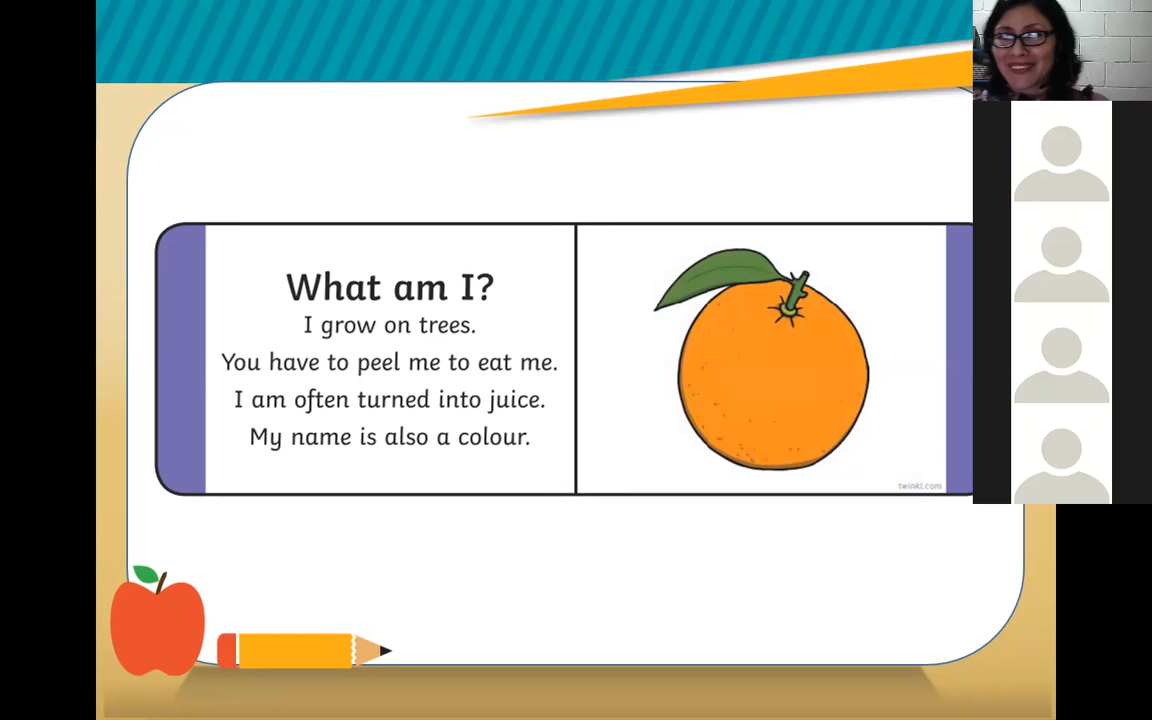 What am I?
I grow on trees.
You have to peel me to eat me.
I am often turned into juice.
My name is also a colour.
twinkl.com